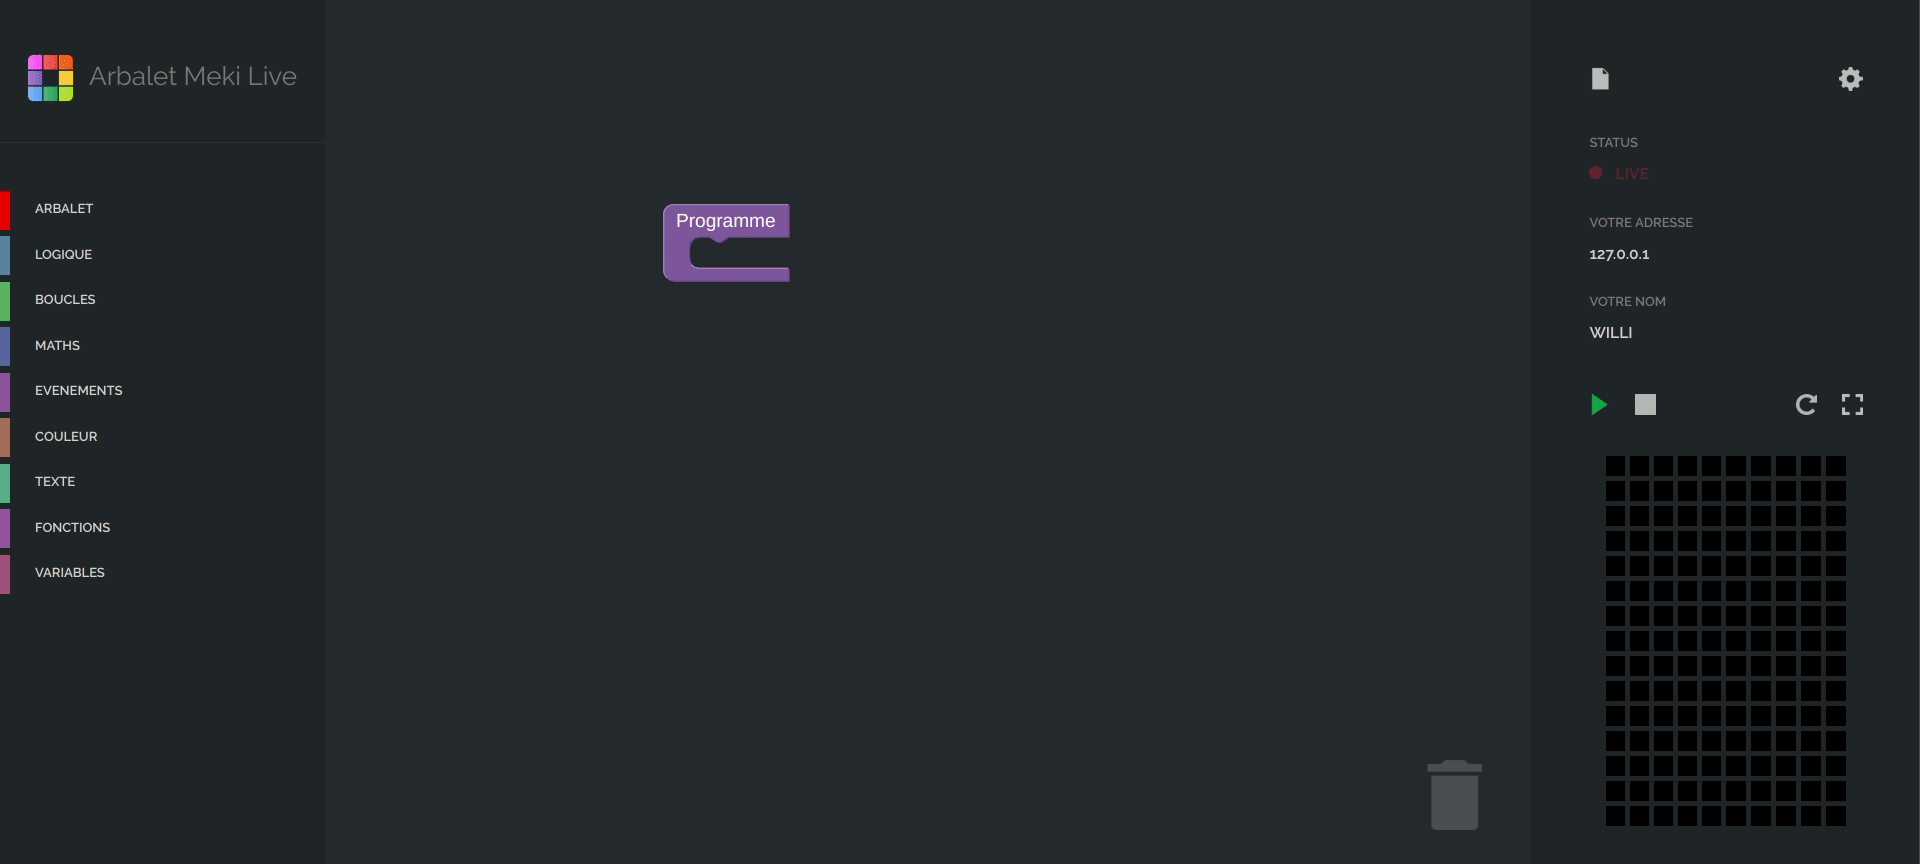 Arbalet Meki Live
ARBALET
LOGIQUE
BOUCLES
MATHS
EVENEMENTS
COULEUR
TEXTE
FONCTIONS
VARIABLES
Programme
STATUS
LIVE
VOTRE ADRESSE
127.0.0.1
VOTRE NOM
WILLI